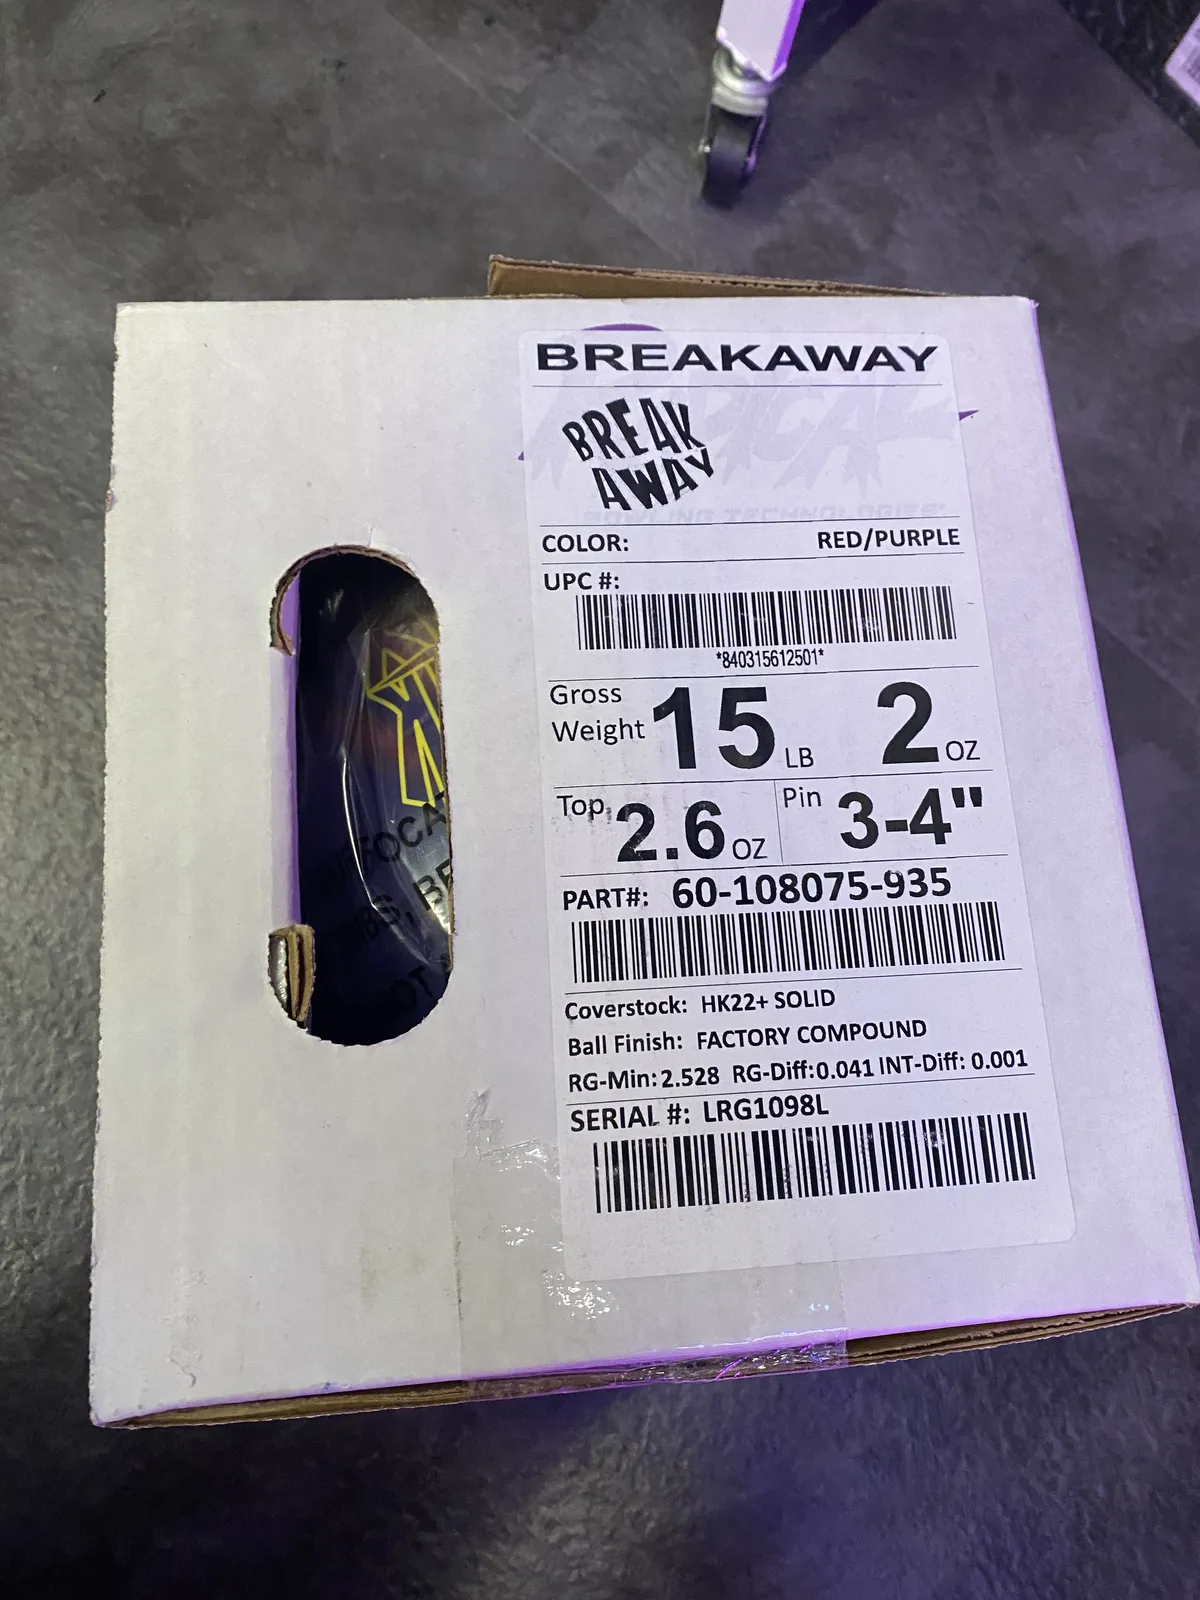 BREAKAWAY
BREAK
AWAY
BOWLING TECHNOLOGIES
COLOR: RED/PURPLE
UPC #:
*840315612501*
Gross Weight 15 LB 2 OZ
Top 2.6 OZ Pin 3-4"
PART#: 60-108075-935
Coverstock: HK22+ SOLID
Ball Finish: FACTORY COMPOUND
RG-Min: 2.528 RG-Diff:0.041 INT-Diff: 0.001
SERIAL #: LRG1098L